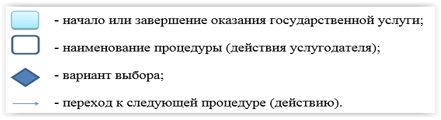 - начало или завершение оказания государственной услуги;
- наименование процедуры (действия услугодателя);
- вариант выбора;
- переход к следующей процедуре (действию).